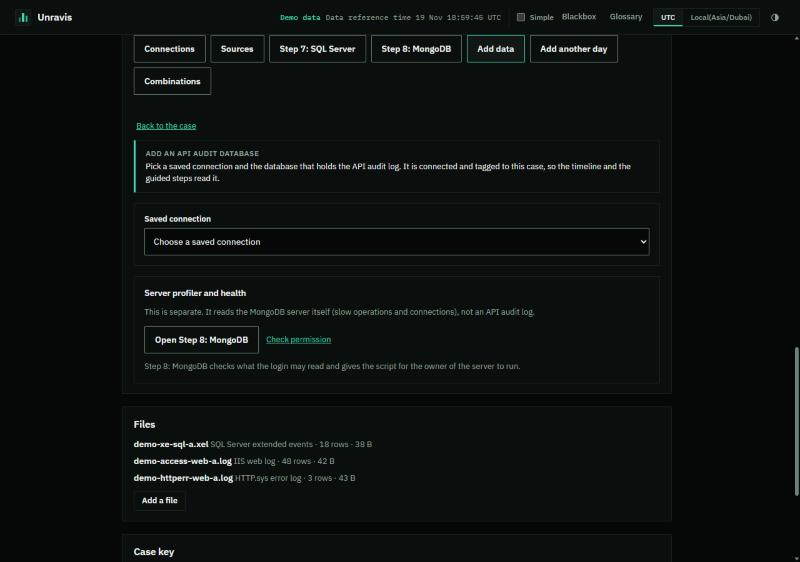 Unravis
Demo data Data reference time 19 Nov 18:59:45 UTC
Simple
Blackbox
Glossary
UTC
Local(Asia/Dubai)
Connections
Sources
Step 7: SQL Server
Step 8: MongoDB
Add data
Add another day
Combinations
Back to the case
ADD AN API AUDIT DATABASE
Pick a saved connection and the database that holds the API audit log. It is connected and tagged to this case, so the timeline and the
guided steps read it.
Saved connection
Choose a saved connection
Server profiler and health
This is separate. It reads the MongoDB server itself (slow operations and connections), not an API audit log.
Open Step 8: MongoDB
Check permission
Step 8: MongoDB checks what the login may read and gives the script for the owner of the server to run.
Files
demo-xe-sql-a.xel SQL Server extended events · 18 rows · 38 B
demo-access-web-a.log IIS web log · 48 rows · 42 B
demo-httperr-web-a.log HTTP.sys error log · 3 rows · 43 B
Add a file
Case key